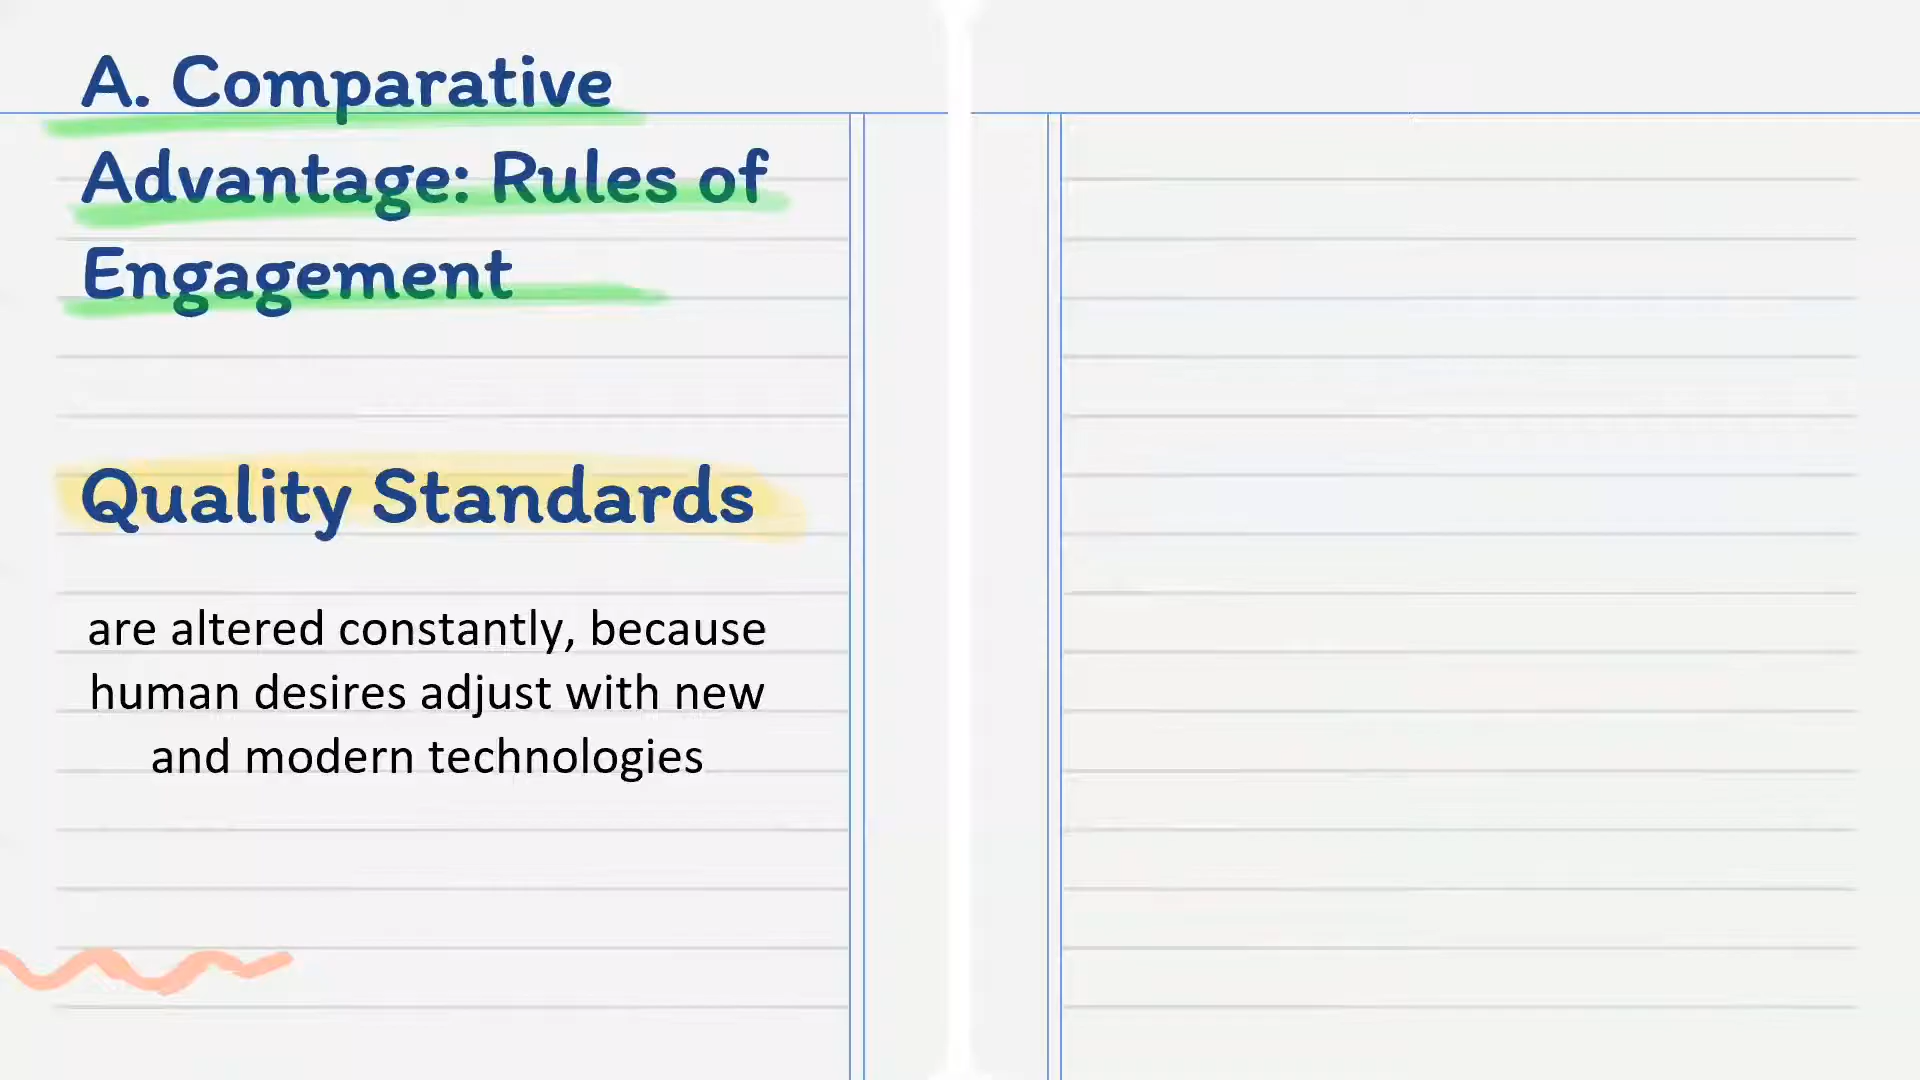 A. Comparative
Advantage: Rules of
Engagement
Quality Standards
are altered constantly, because
human desires adjust with new
and modern technologies